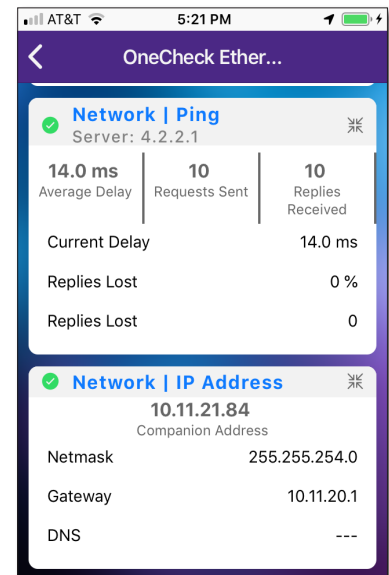 AT&T 5:21 PM
OneCheck Ether...
Network | Ping
Server: 4.2.2.1
14.0 ms 10 10
Average Delay Requests Sent Replies
Received
Current Delay 14.0 ms
Replies Lost 0 %
Replies Lost 0
Network | IP Address
10.11.21.84
Companion Address
Netmask 255.255.254.0
Gateway 10.11.20.1
DNS ---